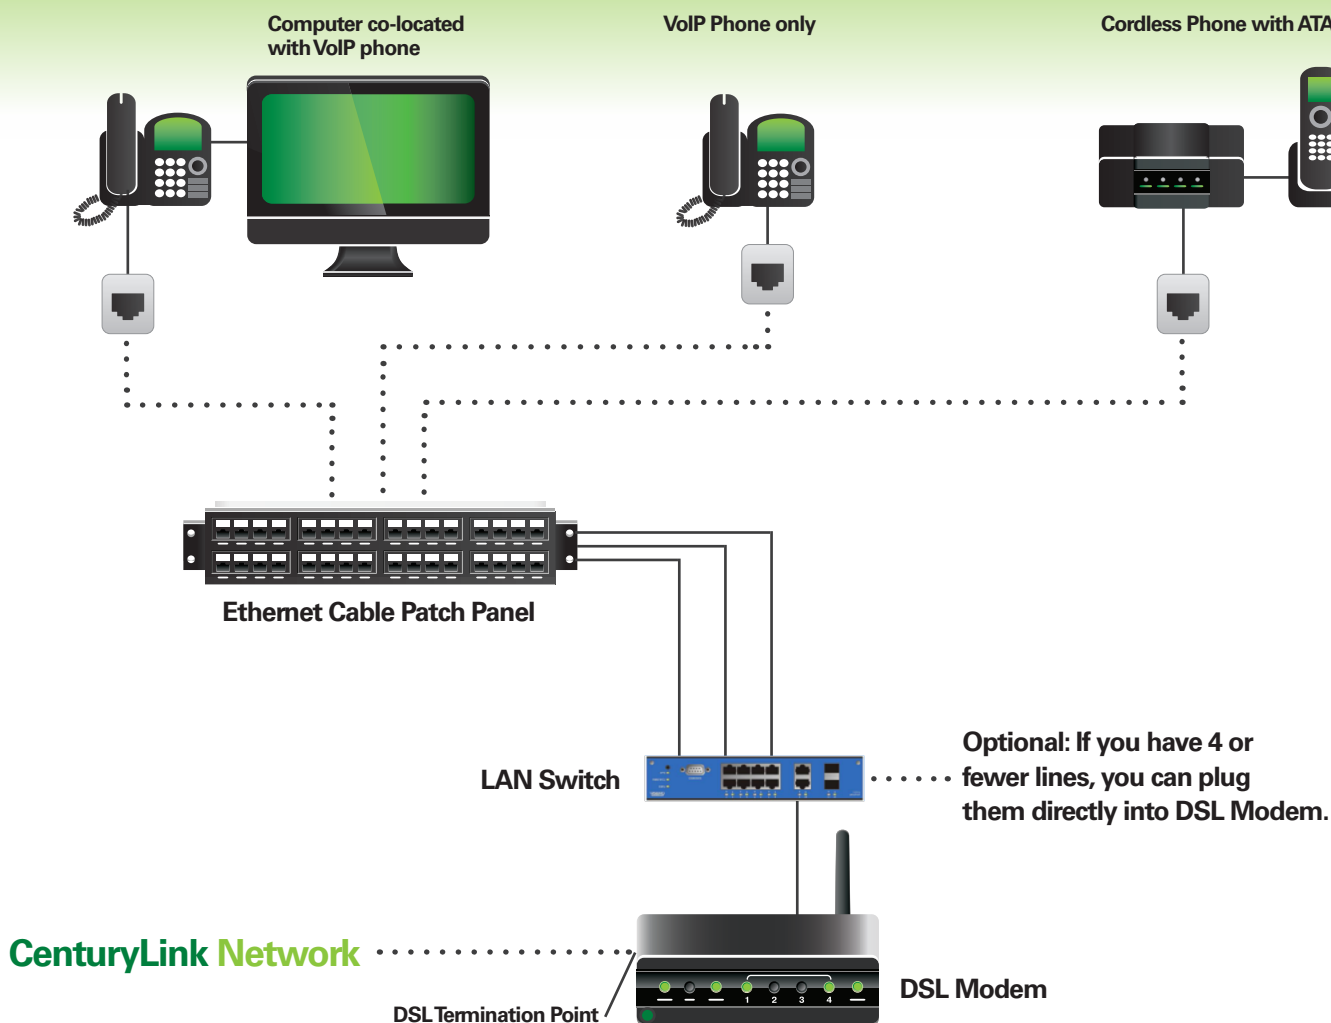 Computer co-located
with VoIP phone
VoIP Phone only
Cordless Phone with ATA
Ethernet Cable Patch Panel
LAN Switch
Optional: If you have 4 or
fewer lines, you can plug
them directly into DSL Modem.
CenturyLink Network
1 2 3 4
DSL Modem
DSL Termination Point